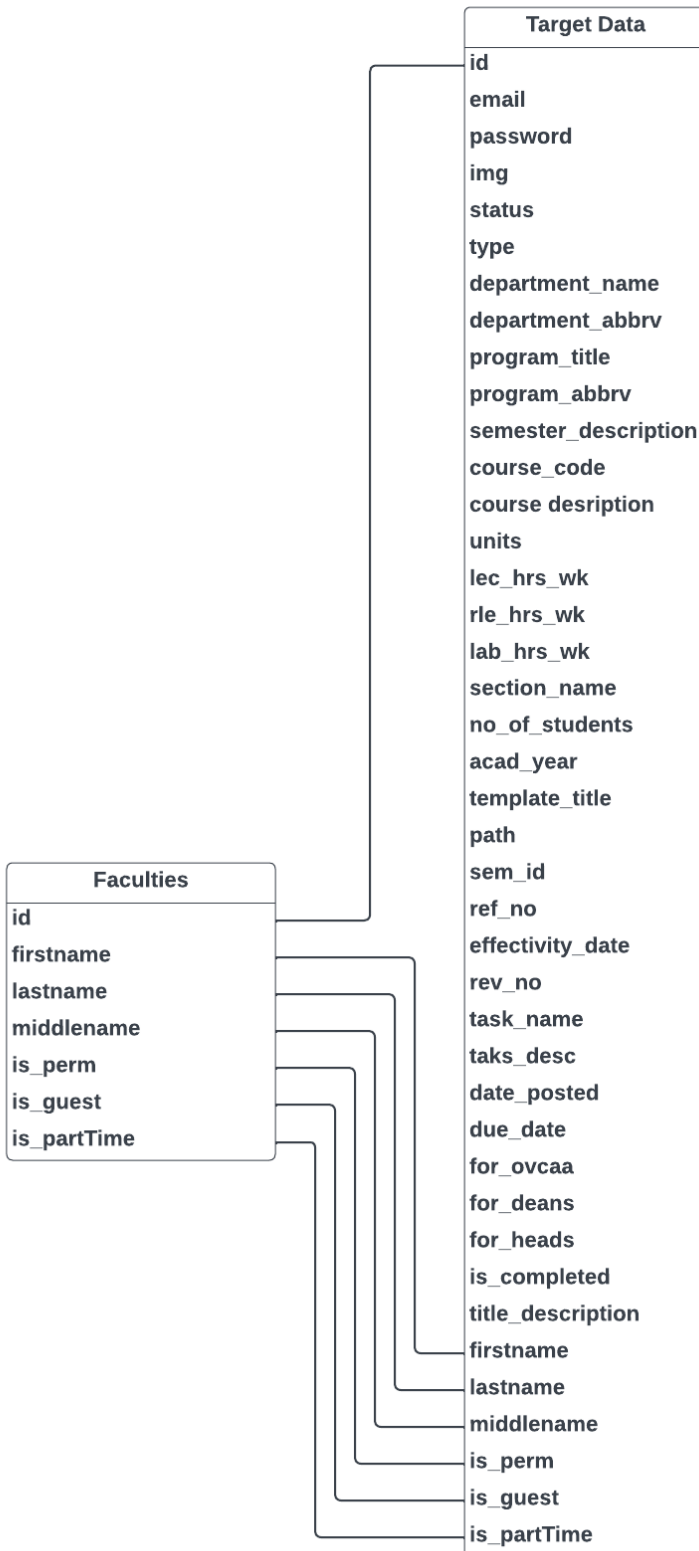 Target Data
id
email
password
img
status
type
department_name
department_abbrv
program_title
program_abbrv
semester_description
course_code
course desription
units
lec_hrs_wk
rle_hrs_wk
lab_hrs_wk
section_name
no_of_students
acad_year
template_title
path
sem_id
ref_no
effectivity_date
rev_no
task_name
taks_desc
date_posted
due_date
for_ovcaa
for_deans
for_heads
is_completed
title_description
firstname
lastname
middlename
is_perm
is_guest
is_partTime
Faculties
id
firstname
lastname
middlename
is_perm
is_guest
is_partTime